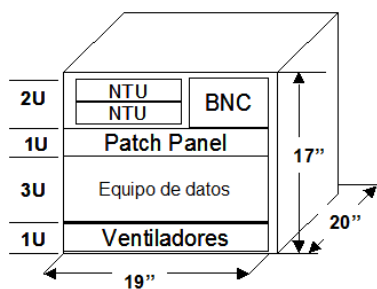 2U
NTU
NTU
BNC
1U
Patch Panel
17”
3U
Equipo de datos
20”
1U
Ventiladores
19”